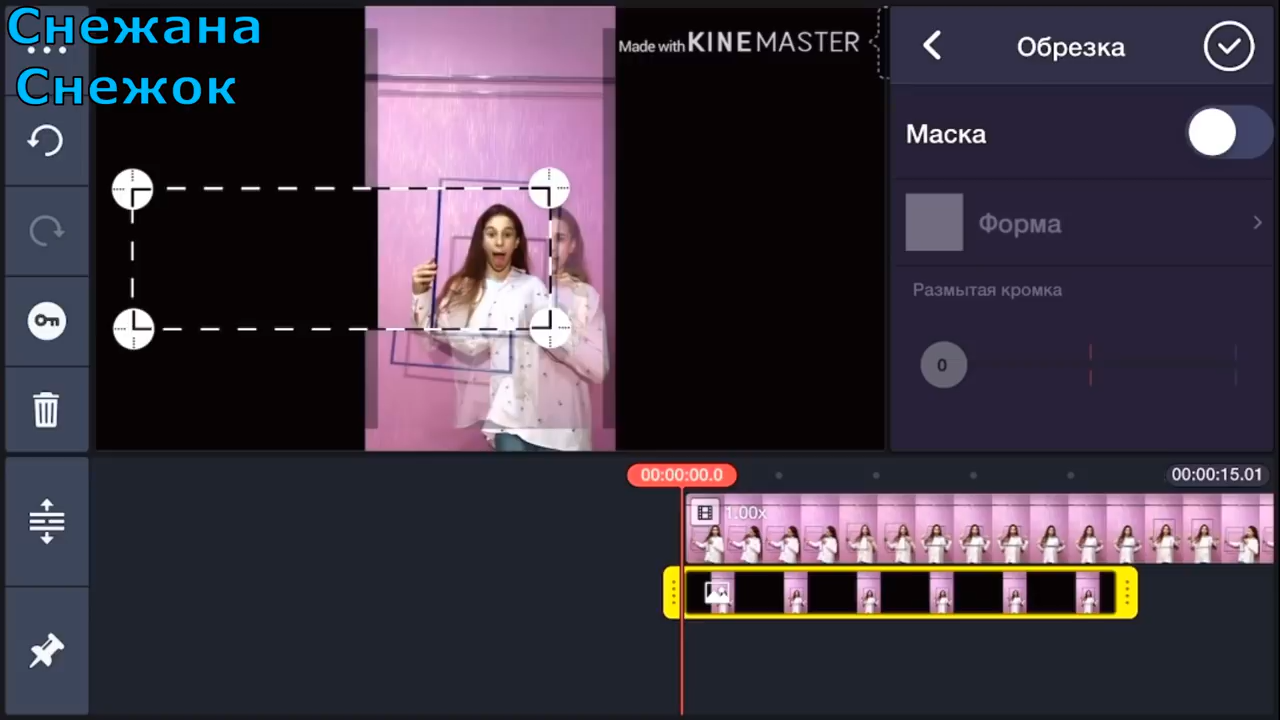 Снежана
Снежок
Made with KINEMASTER
Обрезка
Маска
Форма
Размытая кромка
0
00:00:00.0
00:00:15.01
1.00x